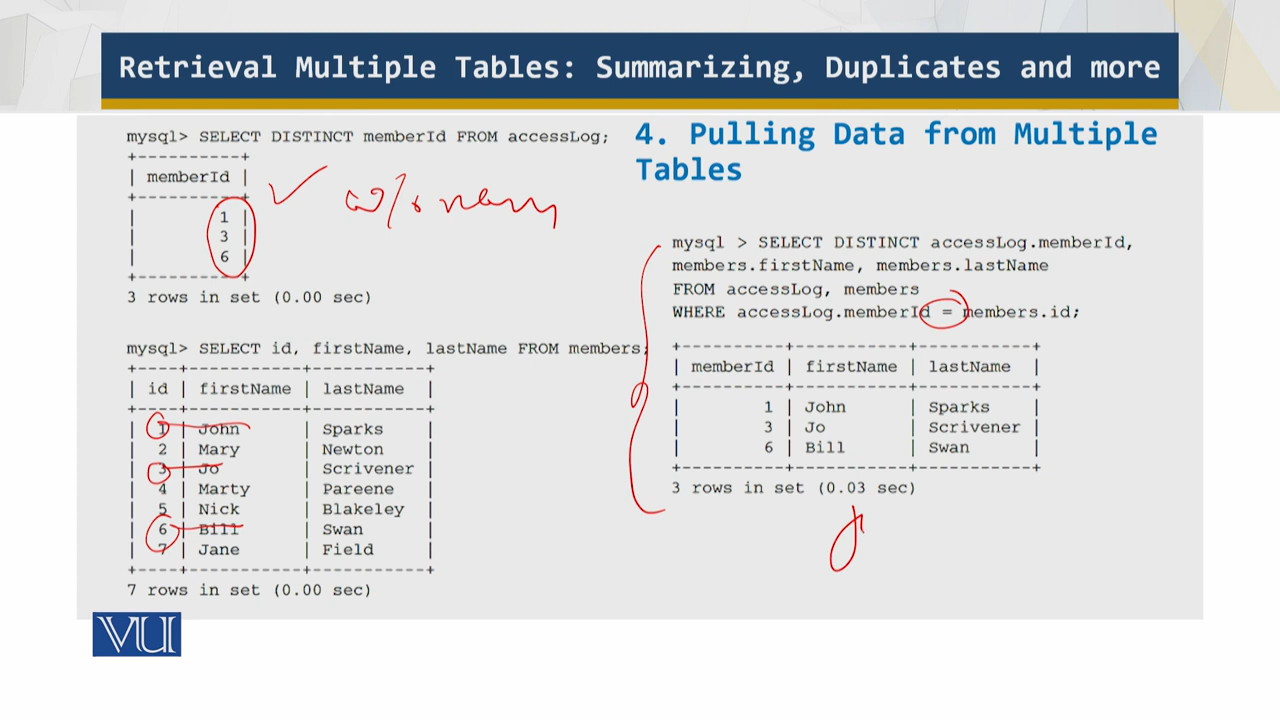 Retrieval Multiple Tables: Summarizing, Duplicates and more
mysql> SELECT DISTINCT memberId FROM accessLog;
+----------+
| memberId |
+----------+
| 1 |
| 3 |
| 6 |
+----------+
3 rows in set (0.00 sec)
mysql> SELECT id, firstName, lastName FROM members;
+----+-----------+-----------+
| id | firstName | lastName |
+----+-----------+-----------+
| 1 | John | Sparks |
| 2 | Mary | Newton |
| 3 | Jo | Scrivener |
| 4 | Marty | Pareene |
| 5 | Nick | Blakeley |
| 6 | Bill | Swan |
| 7 | Jane | Field |
+----+-----------+-----------+
7 rows in set (0.00 sec)
4. Pulling Data from Multiple
Tables
mysql > SELECT DISTINCT accessLog.memberId,
members.firstName, members.lastName
FROM accessLog, members
WHERE accessLog.memberId = members.id;
+----------+-----------+-----------+
| memberId | firstName | lastName |
+----------+-----------+-----------+
| 1 | John | Sparks |
| 3 | Jo | Scrivener |
| 6 | Bill | Swan |
+----------+-----------+-----------+
3 rows in set (0.03 sec)
VU